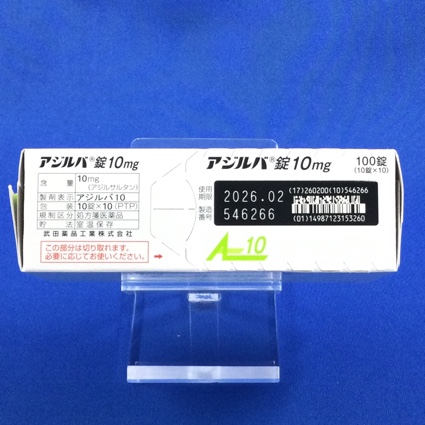 アジルバ®錠10mg
含量 10mg
(アジルサルタン)
製剤表示 アジルバ10
包装 10錠×10(PTP)
規制区分 処方箋医薬品
貯法 室温保存
武田薬品工業株式会社
この部分は切り取れます。
必要に応じてお使いください。→
アジルバ®錠10mg
100錠
(10錠×10)
使用期限 2026.02
製造番号 546266
(17)260200(10)546266
(01)14987123153260
A 10